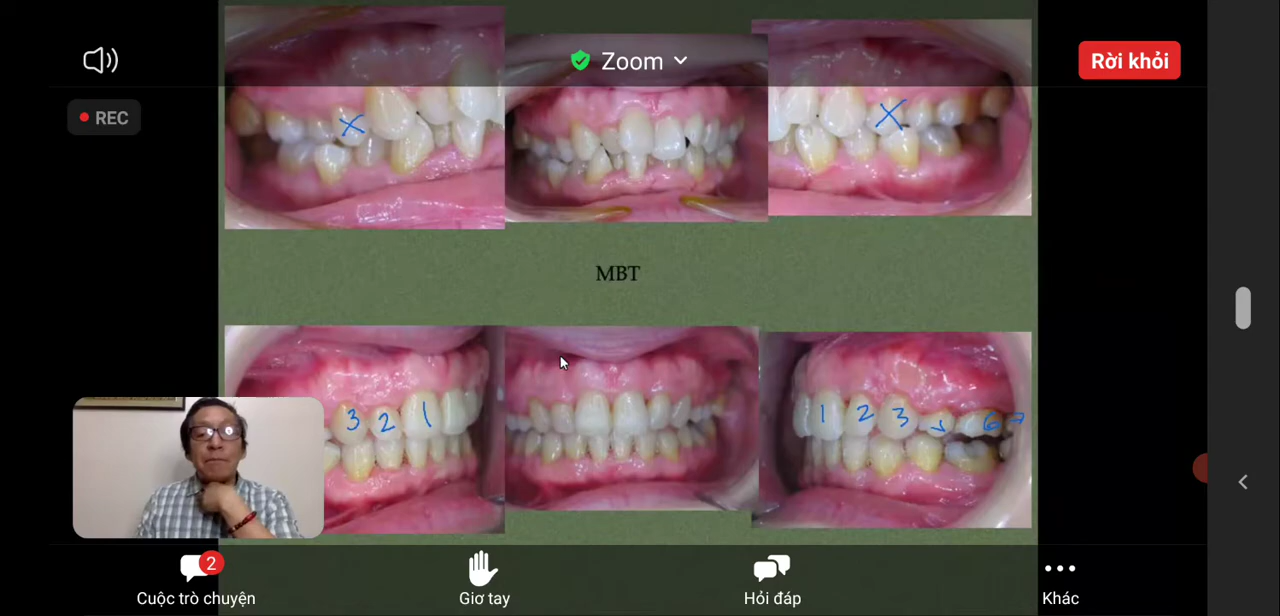 Zoom
Rời khỏi
REC
X
X
MBT
3 2 1
1 2 3 5 6 7
2
Cuộc trò chuyện
Giơ tay
Hỏi đáp
Khác